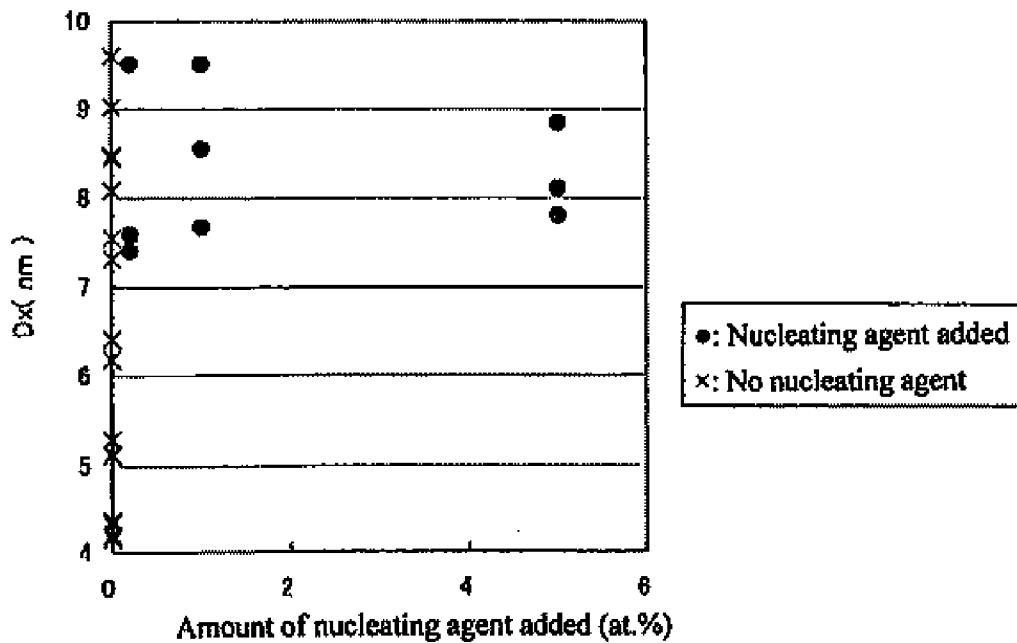 10
9
8
7
6
5
4
Dx( nm )
0
2
4
6
Amount of nucleating agent added (at.%)
●: Nucleating agent added
×: No nucleating agent